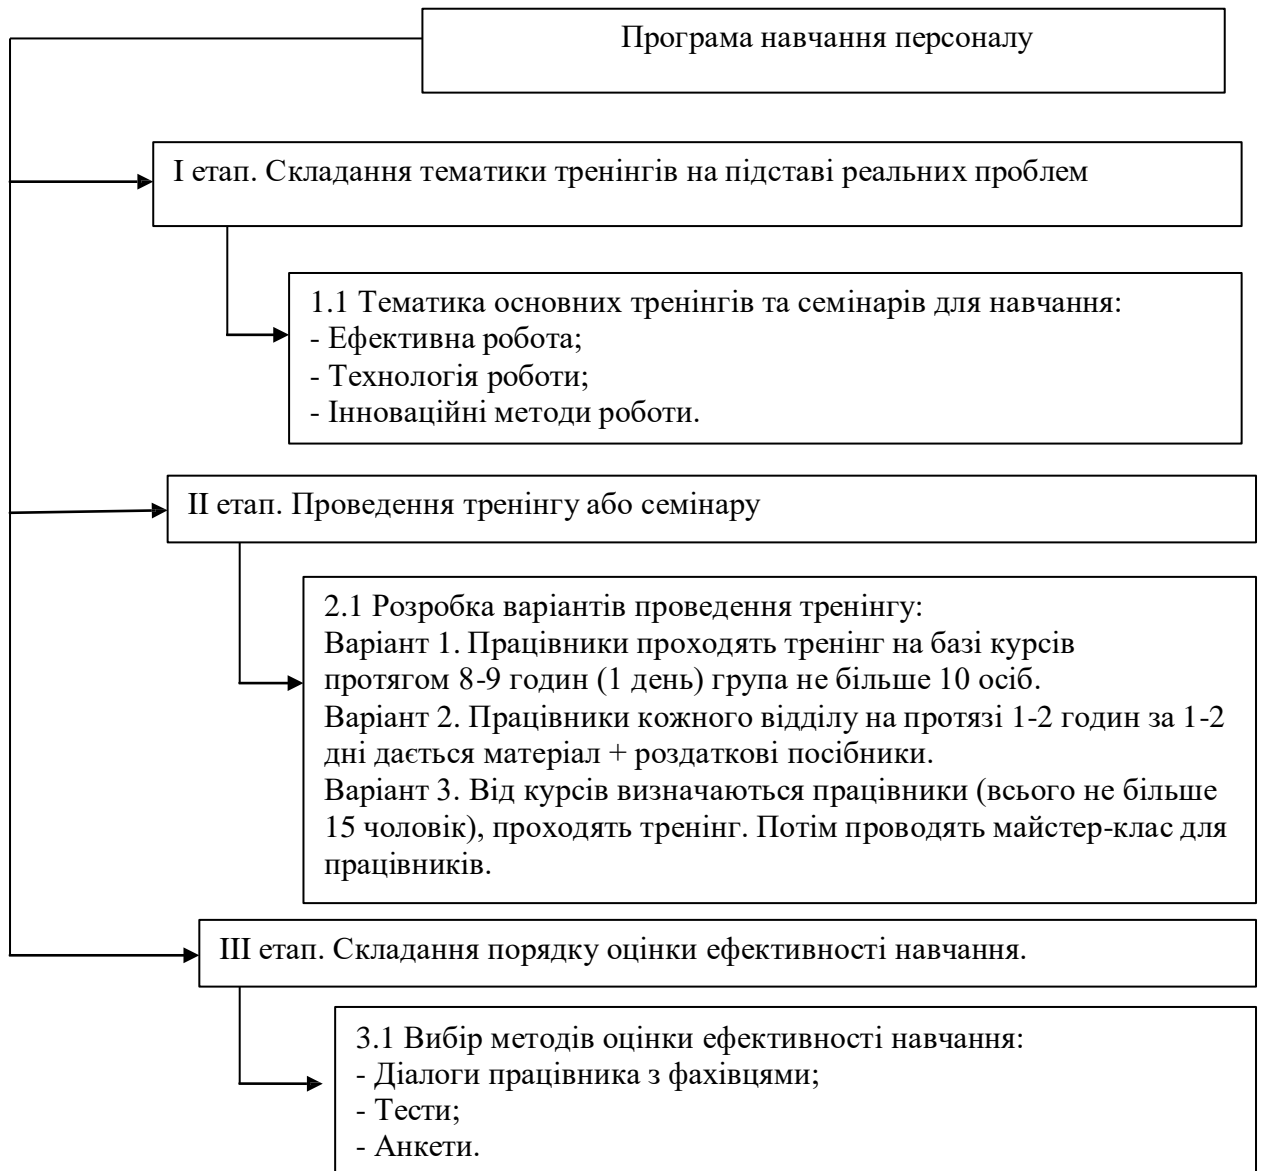 Програма навчання персоналу
І етап. Складання тематики тренінгів на підставі реальних проблем
1.1 Тематика основних тренінгів та семінарів для навчання:
- Ефективна робота;
- Технологія роботи;
- Інноваційні методи роботи.
ІІ етап. Проведення тренінгу або семінару
2.1 Розробка варіантів проведення тренінгу:
Варіант 1. Працівники проходять тренінг на базі курсів
протягом 8-9 годин (1 день) група не більше 10 осіб.
Варіант 2. Працівники кожного відділу на протязі 1-2 годин за 1-2
дні дається матеріал + роздаткові посібники.
Варіант 3. Від курсів визначаються працівники (всього не більше
15 чоловік), проходять тренінг. Потім проводять майстер-клас для
працівників.
ІІІ етап. Складання порядку оцінки ефективності навчання.
3.1 Вибір методів оцінки ефективності навчання:
- Діалоги працівника з фахівцями;
- Тести;
- Анкети.